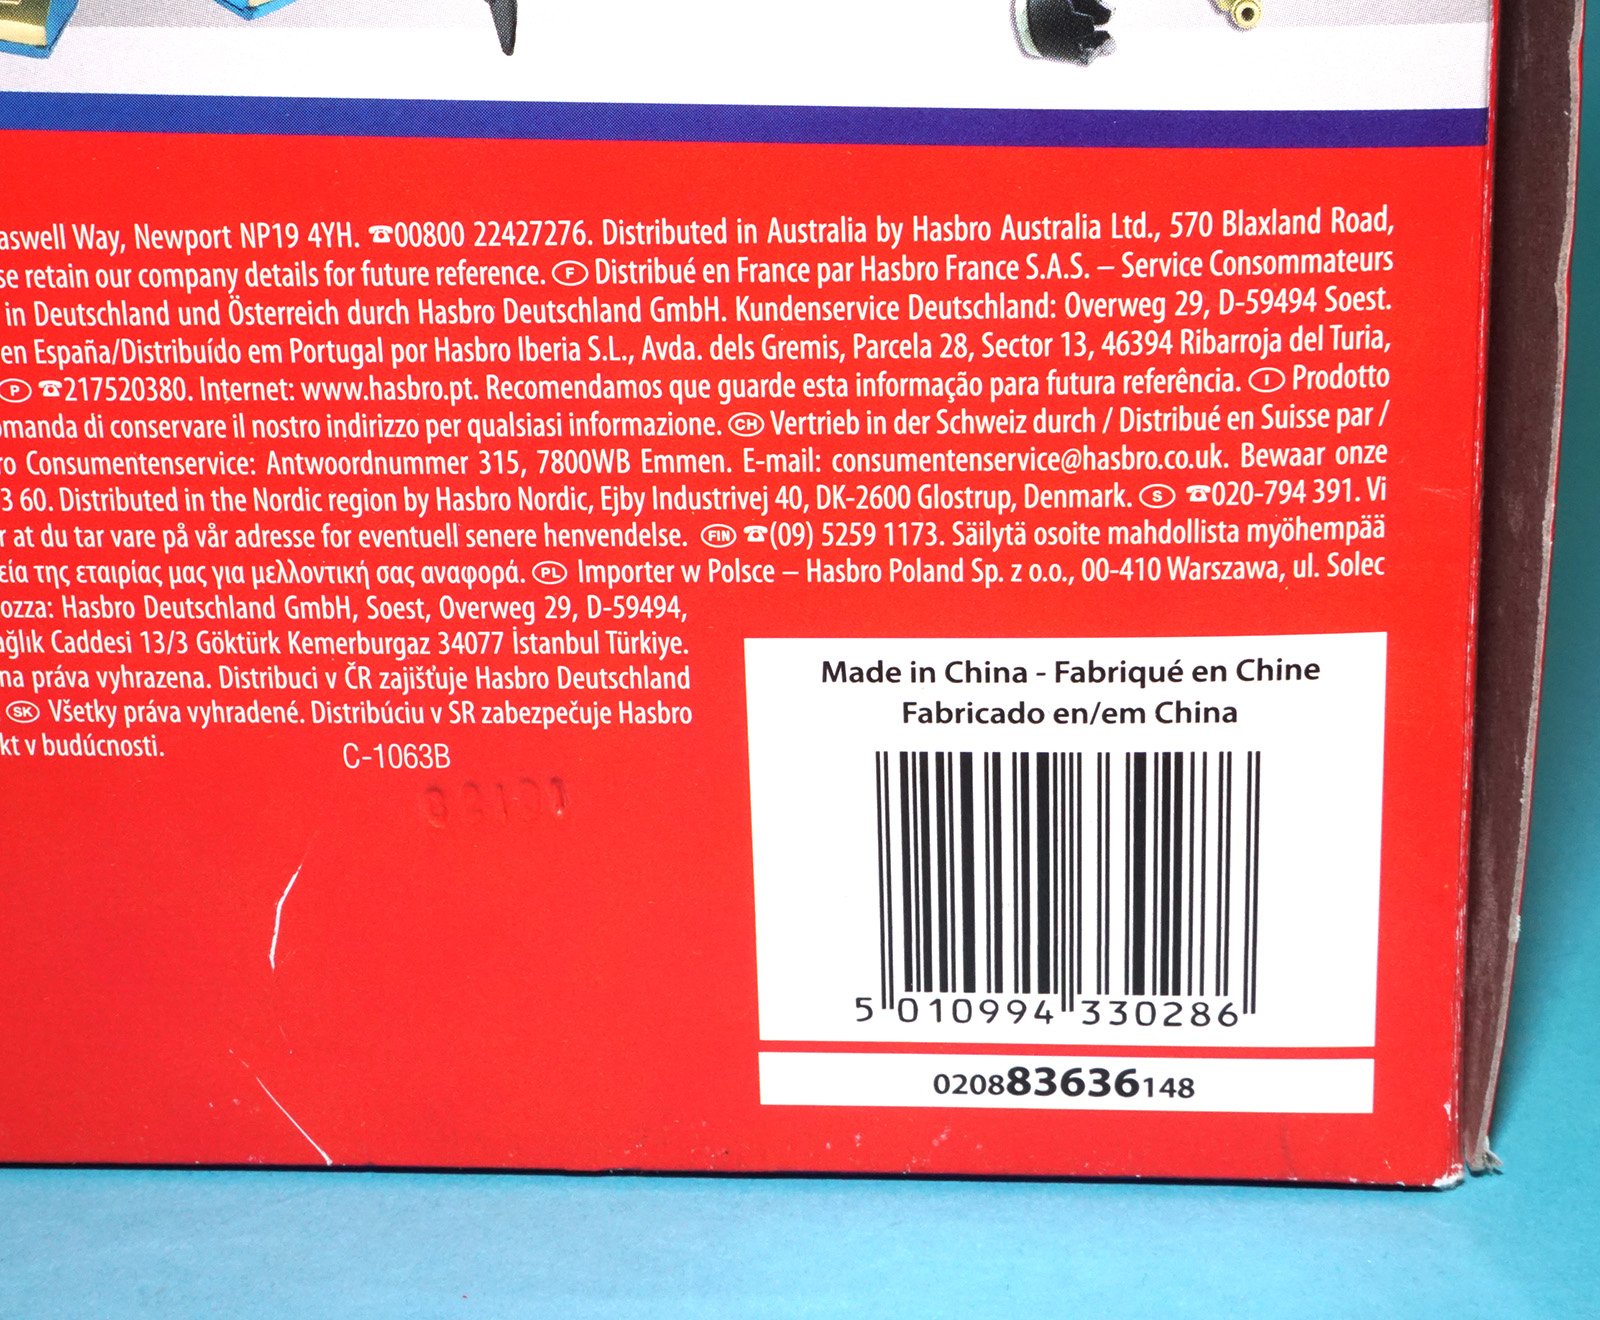 aswell Way, Newport NP19 4YH. ☎00800 22427276. Distributed in Australia by Hasbro Australia Ltd., 570 Blaxland Road,
se retain our company details for future reference. (F) Distribué en France par Hasbro France S.A.S. – Service Consommateurs
in Deutschland und Österreich durch Hasbro Deutschland GmbH. Kundenservice Deutschland: Overweg 29, D-59494 Soest.
en España/Distribuído em Portugal por Hasbro Iberia S.L., Avda. dels Gremis, Parcela 28, Sector 13, 46394 Ribarroja del Turia,
(P) ☎217520380. Internet: www.hasbro.pt. Recomendamos que guarde esta informação para futura referência. (I) Prodotto
omanda di conservare il nostro indirizzo per qualsiasi informazione. (CH) Vertrieb in der Schweiz durch / Distribué en Suisse par /
ro Consumentenservice: Antwoordnummer 315, 7800WB Emmen. E-mail: consumentenservice@hasbro.co.uk. Bewaar onze
3 60. Distributed in the Nordic region by Hasbro Nordic, Ejby Industrivej 40, DK-2600 Glostrup, Denmark. (S) ☎020-794 391. Vi
r at du tar vare på vår adresse for eventuell senere henvendelse. (FIN) ☎(09) 5259 1173. Säilytä osoite mahdollista myöhempää
εία της εταιρίας μας για μελλοντική σας αναφορά. (PL) Importer w Polsce – Hasbro Poland Sp. z o.o., 00-410 Warszawa, ul. Solec
ozza: Hasbro Deutschland GmbH, Soest, Overweg 29, D-59494,
ağlık Caddesi 13/3 Göktürk Kemerburgaz 34077 İstanbul Türkiye.
na práva vyhrazena. Distribuci v ČR zajišťuje Hasbro Deutschland
(SK) Všetky práva vyhradené. Distribúciu v SR zabezpečuje Hasbro
kt v budúcnosti.
C-1063B
Made in China - Fabriqué en Chine
Fabricado en/em China
5 010994 330286
020883636148